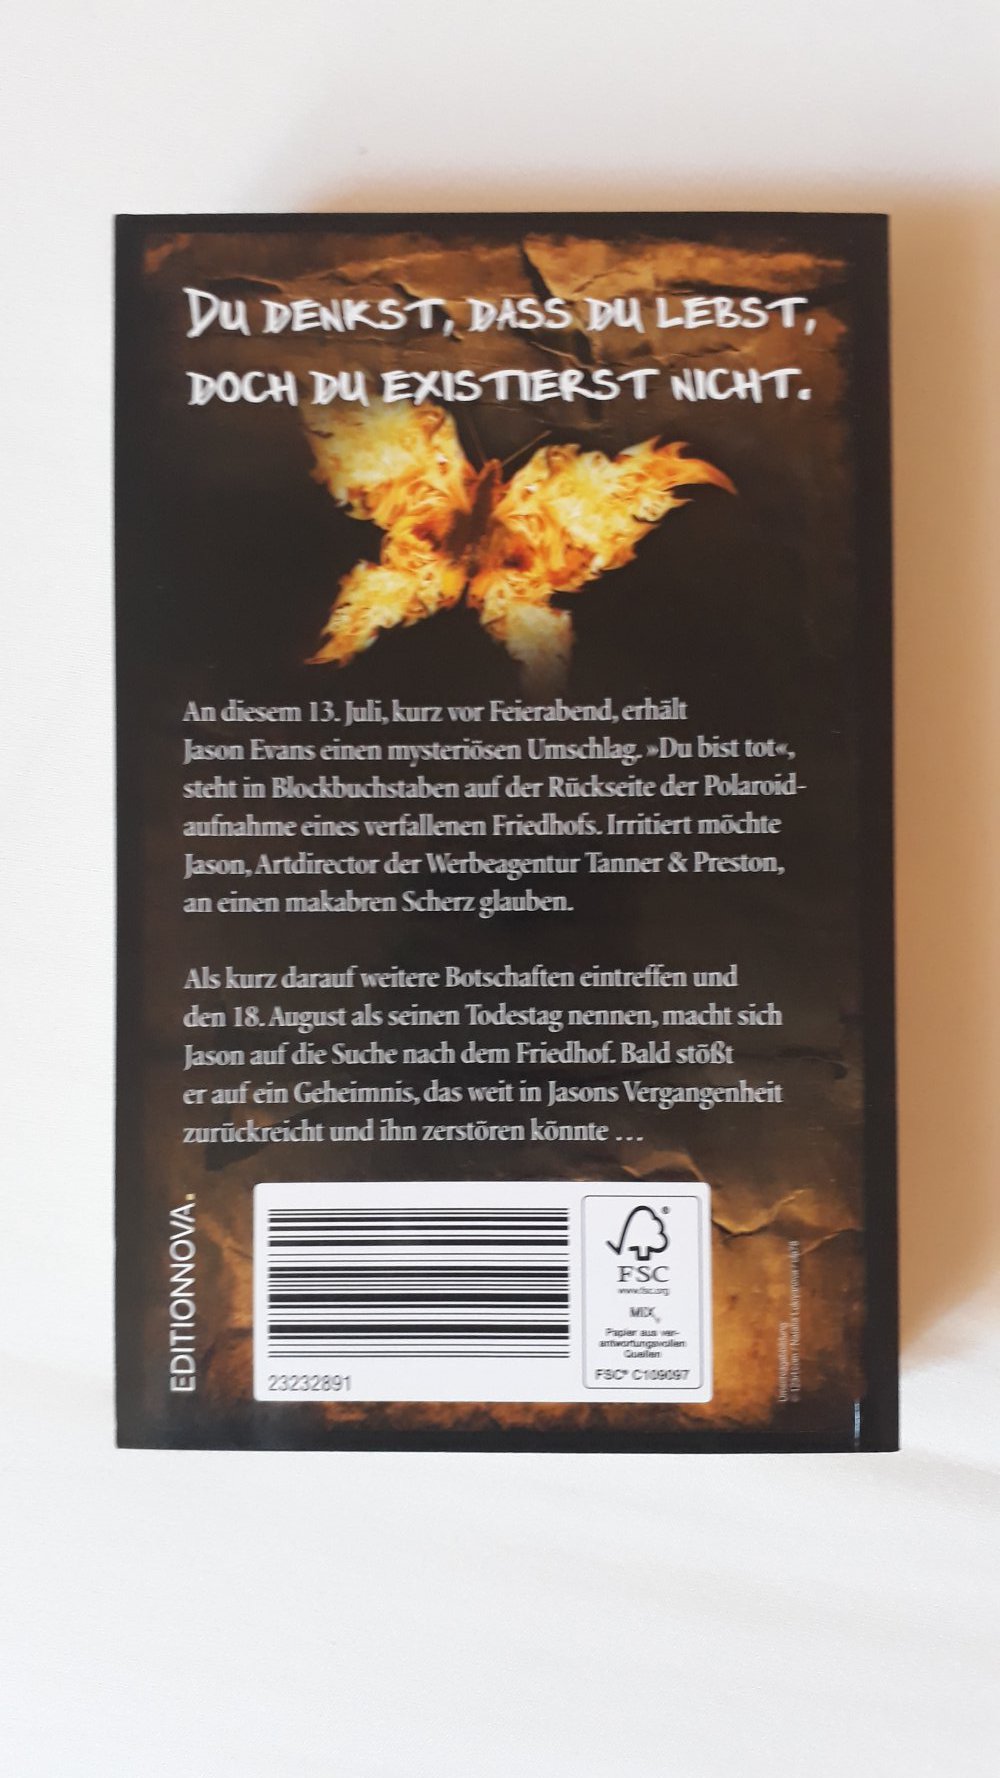 DU DENKST, DASS DU LEBST,
DOCH DU EXISTIERST NICHT.
An diesem 13. Juli, kurz vor Feierabend, erhält
Jason Evans einen mysteriösen Umschlag. »Du bist tot«,
steht in Blockbuchstaben auf der Rückseite der Polaroid-
aufnahme eines verfallenen Friedhofs. Irritiert möchte
Jason, Artdirector der Werbeagentur Tanner & Preston,
an einen makabren Scherz glauben.
Als kurz darauf weitere Botschaften eintreffen und
den 18. August als seinen Todestag nennen, macht sich
Jason auf die Suche nach dem Friedhof. Bald stößt
er auf ein Geheimnis, das weit in Jasons Vergangenheit
zurückreicht und ihn zerstören könnte …
EDITIONNOVA.
23232891
®
FSC
www.fsc.org
MIX
Papier aus ver-
antwortungsvollen
Quellen
FSC® C109097
Umschlagabbildung